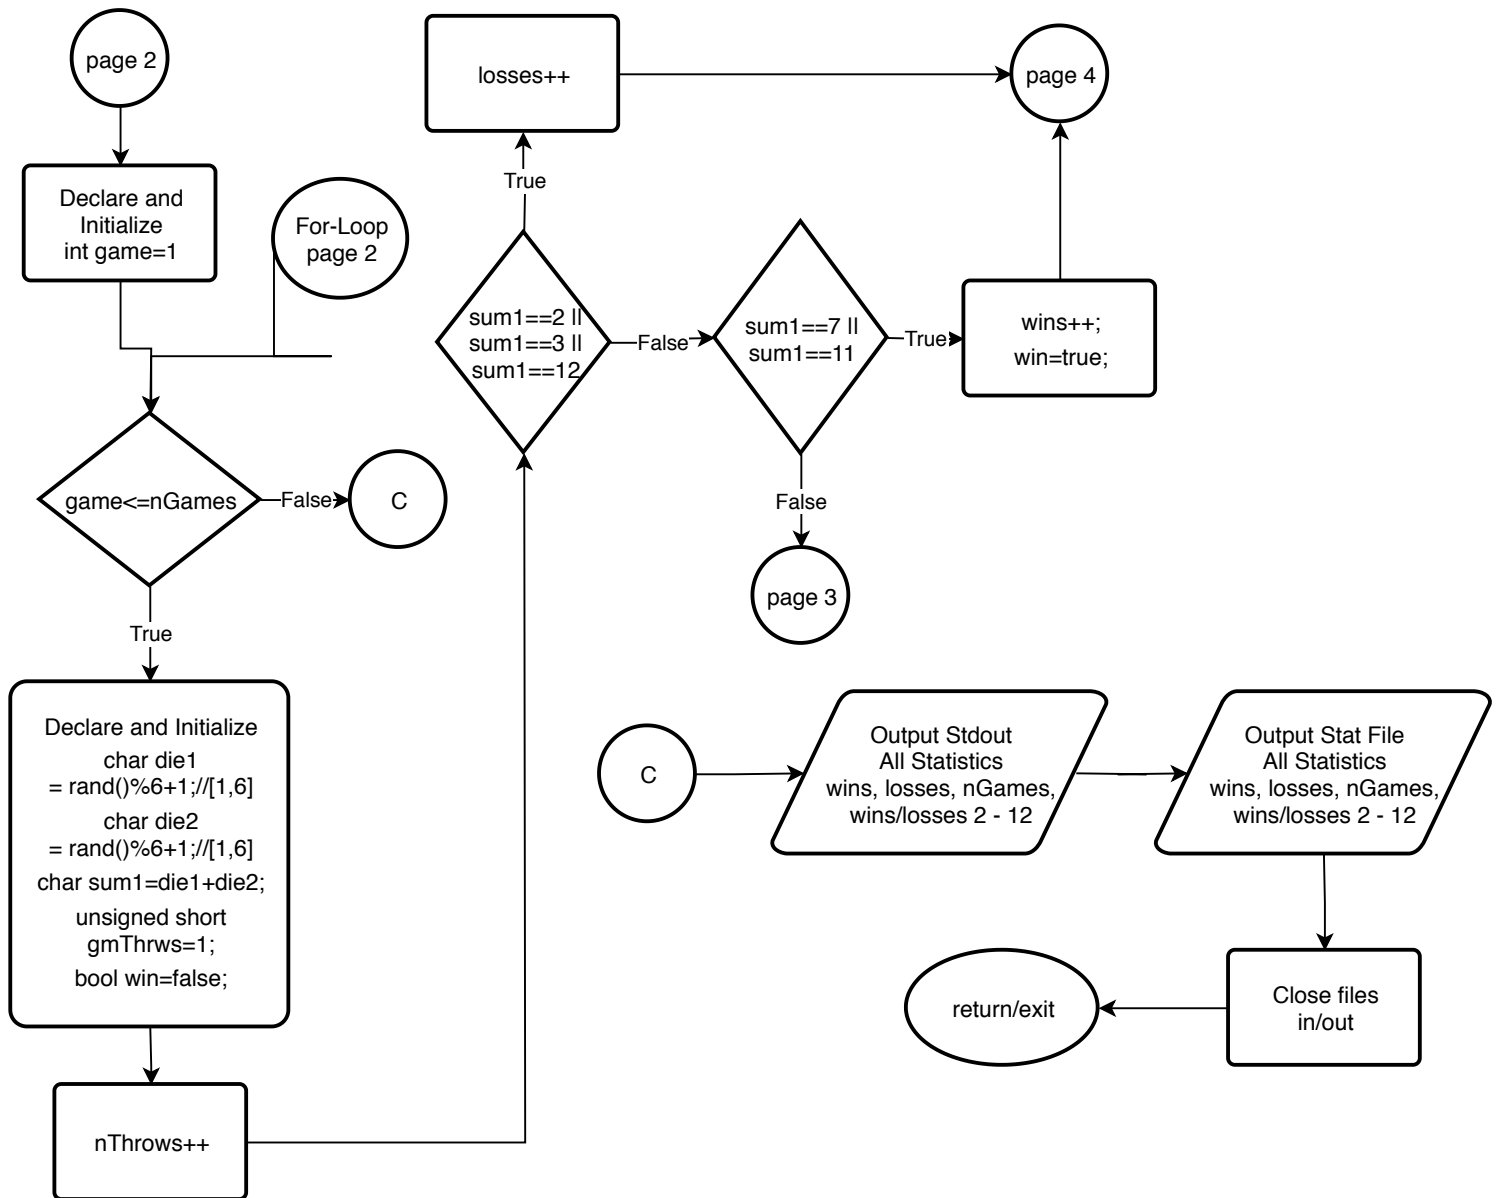 page 2
Declare and
Initialize
int game=1
For-Loop
page 2
game<=nGames
False
C
True
Declare and Initialize
char die1
= rand()%6+1;//[1,6]
char die2
= rand()%6+1;//[1,6]
char sum1=die1+die2;
unsigned short
gmThrws=1;
bool win=false;
nThrows++
losses++
True
sum1==2 ||
sum1==3 ||
sum1==12
False
sum1==7 ||
sum1==11
True
wins++;
win=true;
page 4
False
page 3
C
Output Stdout
All Statistics
wins, losses, nGames,
wins/losses 2 - 12
Output Stat File
All Statistics
wins, losses, nGames,
wins/losses 2 - 12
Close files
in/out
return/exit